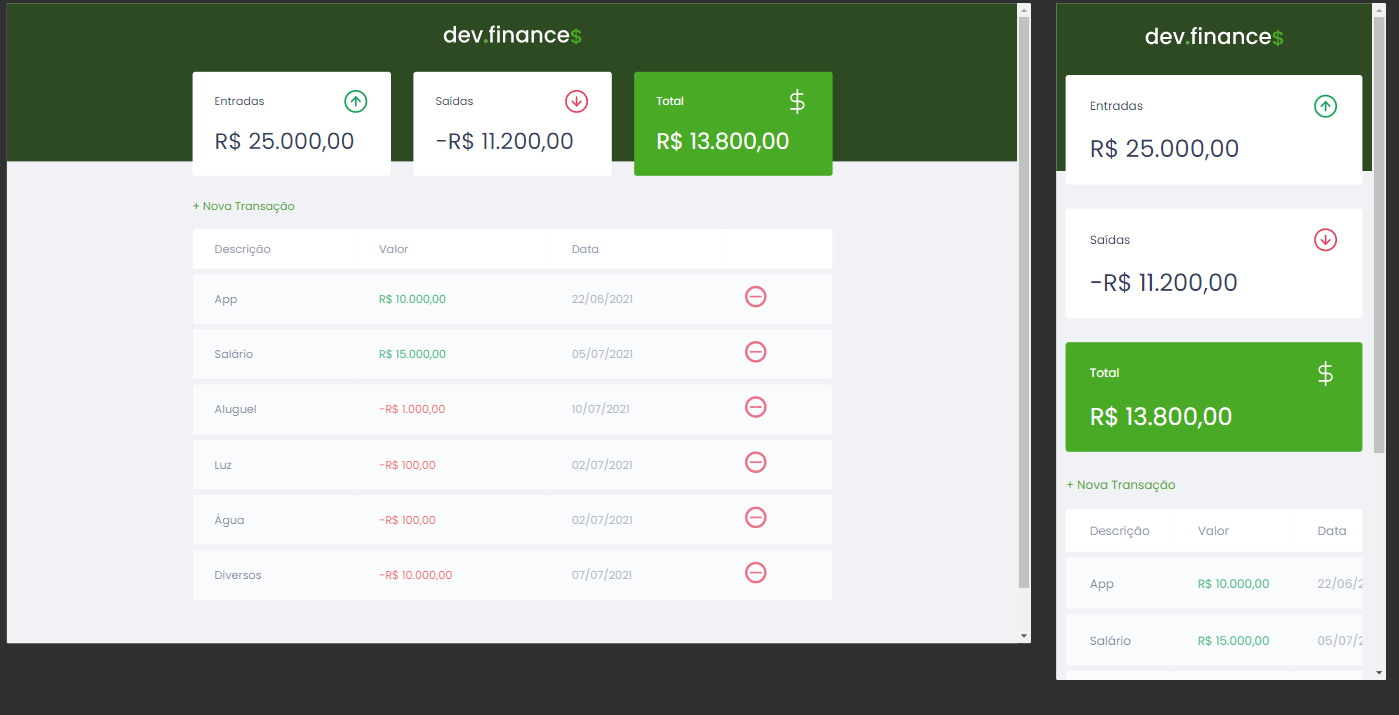 dev.finance$
Entradas
R$ 25.000,00
Saídas
-R$ 11.200,00
Total
R$ 13.800,00
+ Nova Transação
Descrição Valor Data
App R$ 10.000,00 22/06/2021
Salário R$ 15.000,00 05/07/2021
Aluguel -R$ 1.000,00 10/07/2021
Luz -R$ 100,00 02/07/2021
Água -R$ 100,00 02/07/2021
Diversos -R$ 10.000,00 07/07/2021
dev.finance$
Entradas
R$ 25.000,00
Saídas
-R$ 11.200,00
Total
R$ 13.800,00
+ Nova Transação
Descrição Valor Data
App R$ 10.000,00 22/06/2
Salário R$ 15.000,00 05/07/2